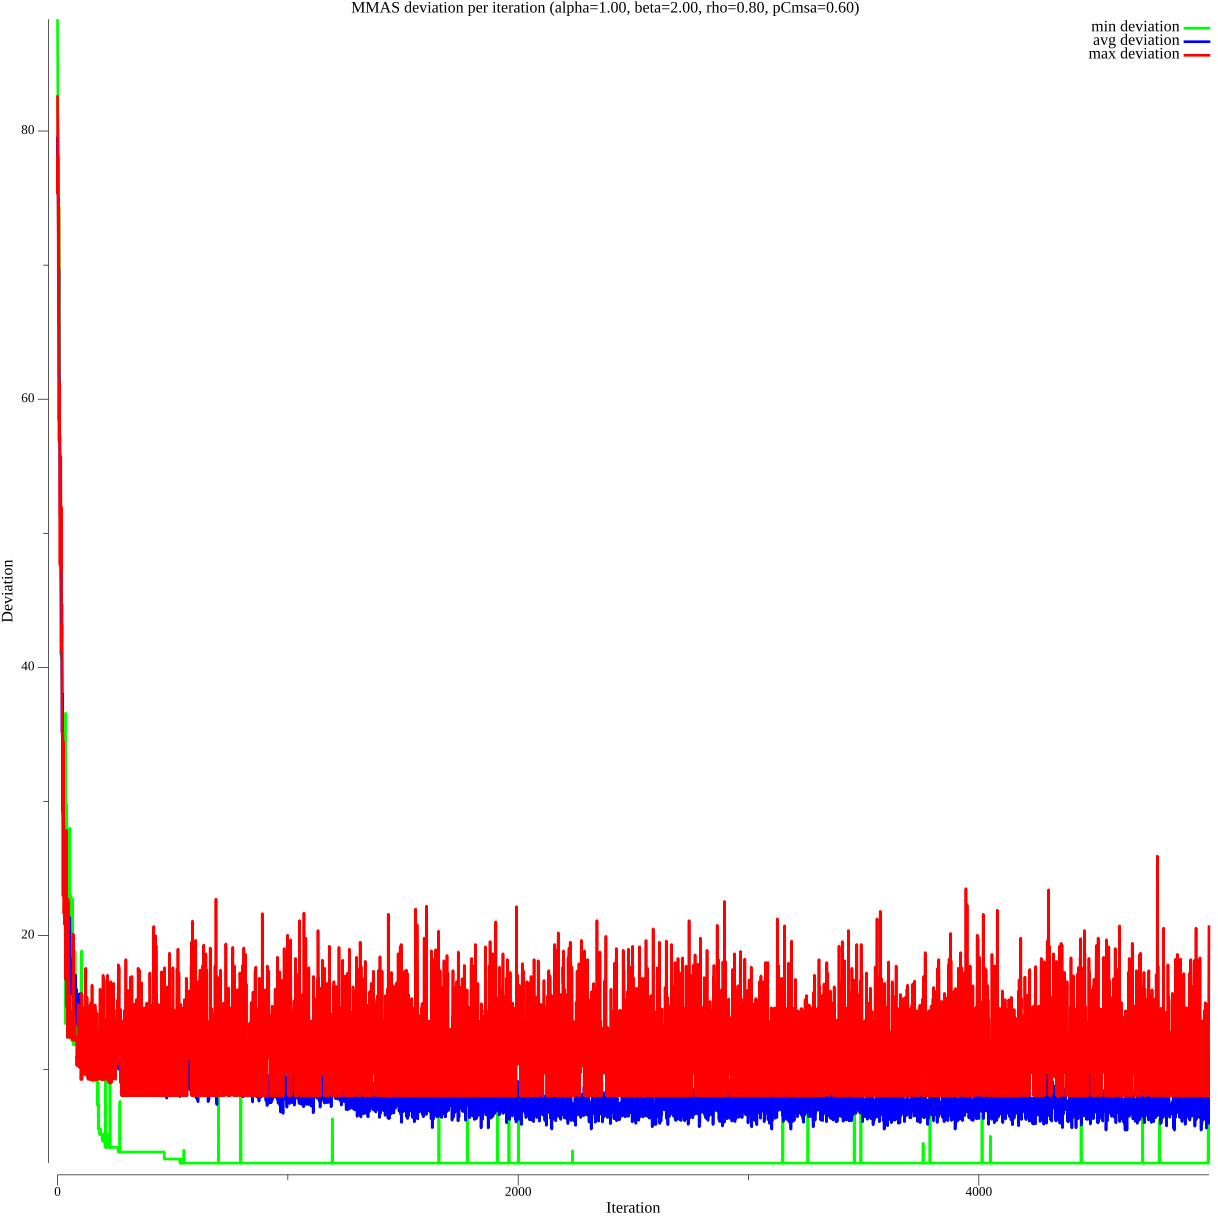 MMAS deviation per iteration (alpha=1.00, beta=2.00, rho=0.80, pCmsa=0.60)
min deviation
avg deviation
max deviation
80
60
40
20
Deviation
0
2000
4000
Iteration